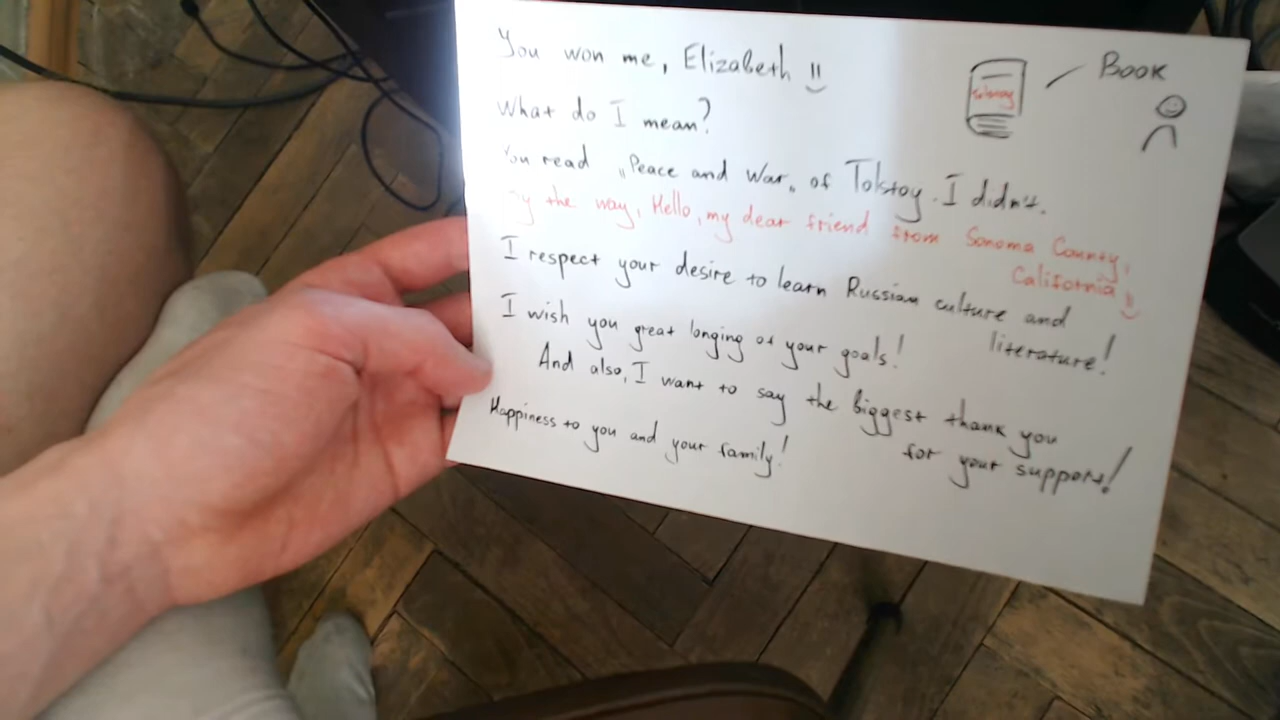 You won me, Elizabeth !!
Book
Tolstoy
What do I mean?
You read „Peace and War„ of Tolstoy. I didn't.
By the way, Hello, my dear friend from Sonoma County,
California
I respect your desire to learn Russian culture and
literature!
I wish you great longing of your goals!
And also, I want to say the biggest thank you
for your support!
Happiness to you and your family!